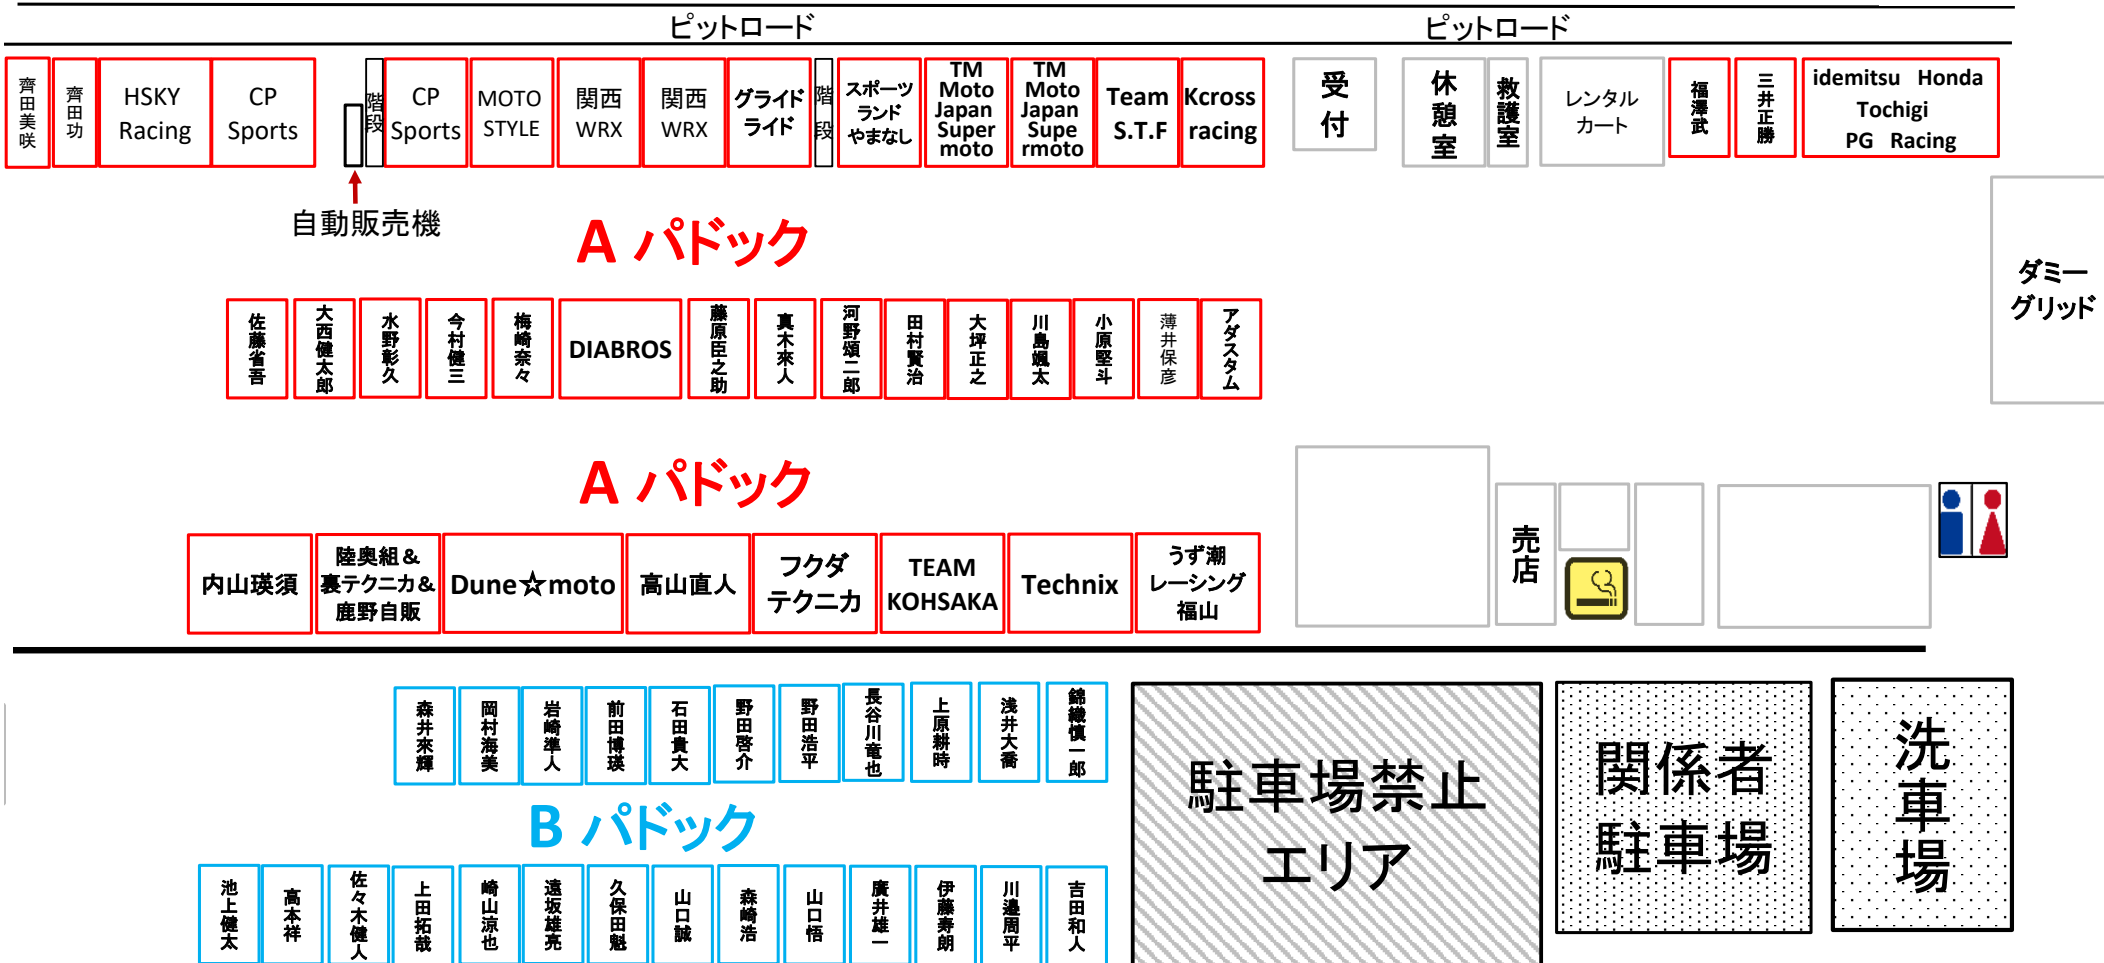 ピットロード
ピットロード
齊田美咲
齊田功
HSKY
Racing
CP
Sports
階段
CP
Sports
MOTO
STYLE
関西
WRX
関西
WRX
グライド
ライド
階段
スポーツ
ランド
やまなし
TM
Moto
Japan
Super
moto
TM
Moto
Japan
Supe
rmoto
Team
S.T.F
Kcross
racing
受付
休憩室
救護室
レンタル
カート
福澤武
三井正勝
idemitsu Honda
Tochigi
PG Racing
自動販売機
A パドック
ダミー
グリッド
佐藤省吾
大西健太郎
水野彰久
今村健三
梅崎奈々
DIABROS
藤原臣之助
真木來人
河野頌二郎
田村賢治
大坪正之
川島颯太
小原堅斗
薄井保彦
アダスタム
A パドック
内山瑛須
陸奥組&
裏テクニカ&
鹿野自販
Dune☆moto
高山直人
フクダ
テクニカ
TEAM
KOHSAKA
Technix
うず潮
レーシング
福山
売店
森井來輝
岡村海美
岩崎準人
前田博瑛
石田貴大
野田啓介
野田浩平
長谷川竜也
上原耕時
浅井大喬
錦織慎一郎
B パドック
駐車場禁止
エリア
関係者
駐車場
洗車場
池上健太
高本祥
佐々木健人
上田拓哉
崎山涼也
遠坂雄亮
久保田魁
山口誠
森崎浩
山口悟
廣井雄一
伊藤寿朗
川邉周平
吉田和人